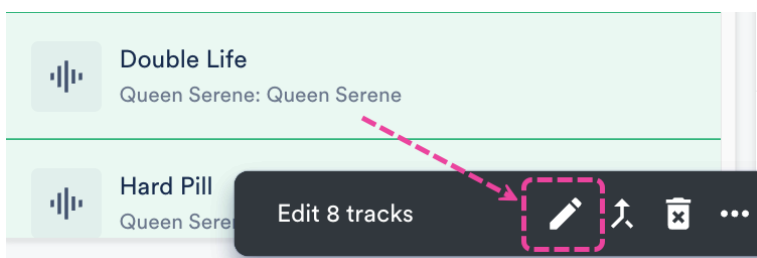 Double Life
Queen Serene: Queen Serene
Hard Pill
Queen Sere
Edit 8 tracks